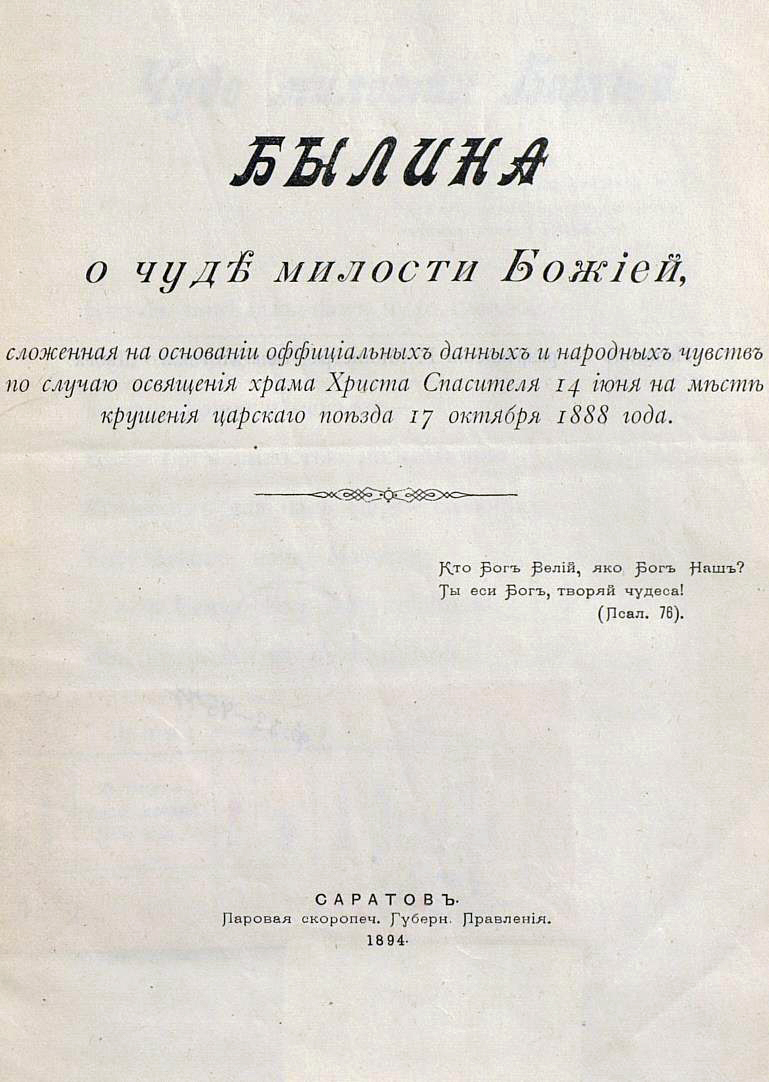 БЫЛИНА
о чудѣ милости Божіей,
сложенная на основаніи оффиціальныхъ данныхъ и народныхъ чувствъ
по случаю освященія храма Христа Спасителя 14 іюня на мѣстѣ
крушенія царскаго поѣзда 17 октября 1888 года.
Кто Богъ Велій, яко Богъ Нашъ?
Ты еси Богъ, творяй чудеса!
(Псал. 76).
САРАТОВЪ.
Паровая скоропеч. Губерн. Правленія.
1894.